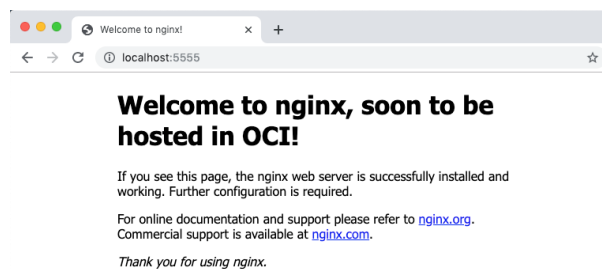 Welcome to nginx!
localhost:5555
Welcome to nginx, soon to be
hosted in OCI!
If you see this page, the nginx web server is successfully installed and
working. Further configuration is required.
For online documentation and support please refer to nginx.org.
Commercial support is available at nginx.com.
Thank you for using nginx.